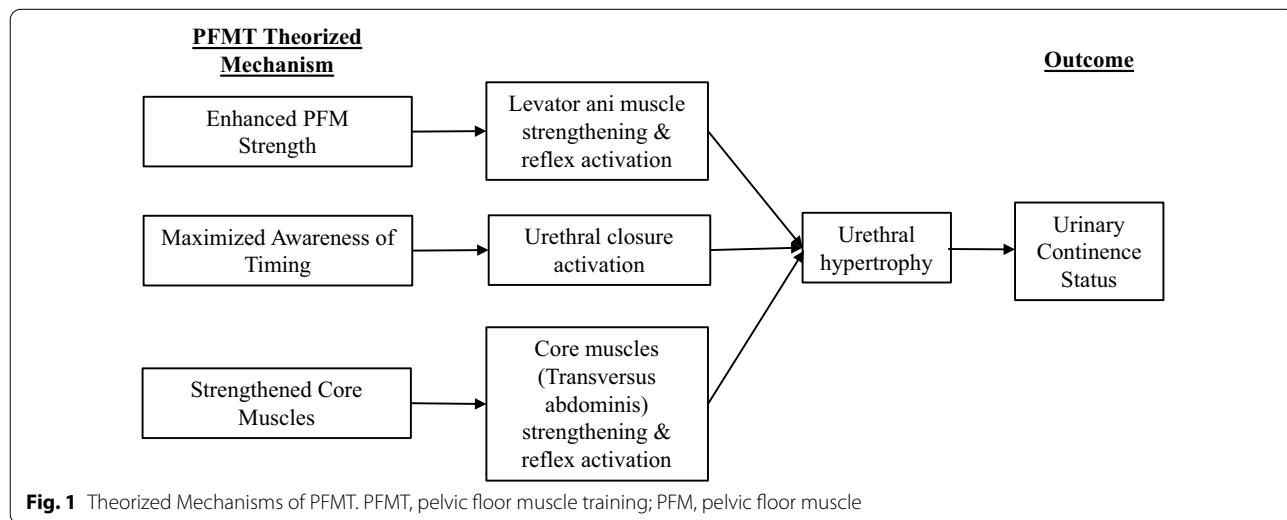 PFMT Theorized
Mechanism
Outcome
Enhanced PFM
Strength
Levator ani muscle
strengthening &
reflex activation
Maximized Awareness of
Timing
Urethral closure
activation
Urethral
hypertrophy
Urinary
Continence
Status
Strengthened Core
Muscles
Core muscles
(Transversus
abdominis)
strengthening &
reflex activation
Fig. 1 Theorized Mechanisms of PFMT. PFMT, pelvic floor muscle training; PFM, pelvic floor muscle